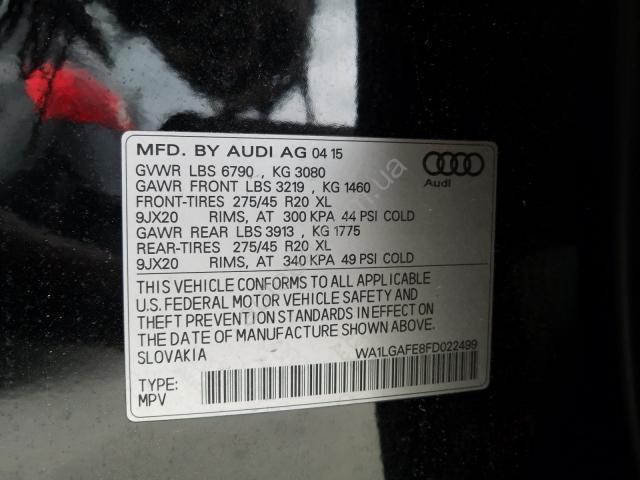 MFD. BY AUDI AG 04 15
GVWR LBS 6790 , KG 3080
GAWR FRONT LBS 3219 , KG 1460
FRONT-TIRES 275/45 R20 XL
9JX20 RIMS, AT 300 KPA 44 PSI COLD
GAWR REAR LBS 3913 , KG 1775
REAR-TIRES 275/45 R20 XL
9JX20 RIMS, AT 340 KPA 49 PSI COLD
Audi
THIS VEHICLE CONFORMS TO ALL APPLICABLE
U.S. FEDERAL MOTOR VEHICLE SAFETY AND
THEFT PREVENTION STANDARDS IN EFFECT ON
THE DATE OF MANUFACTURE SHOWN ABOVE.
SLOVAKIA
WA1LGAFE8FD022499
TYPE:
MPV